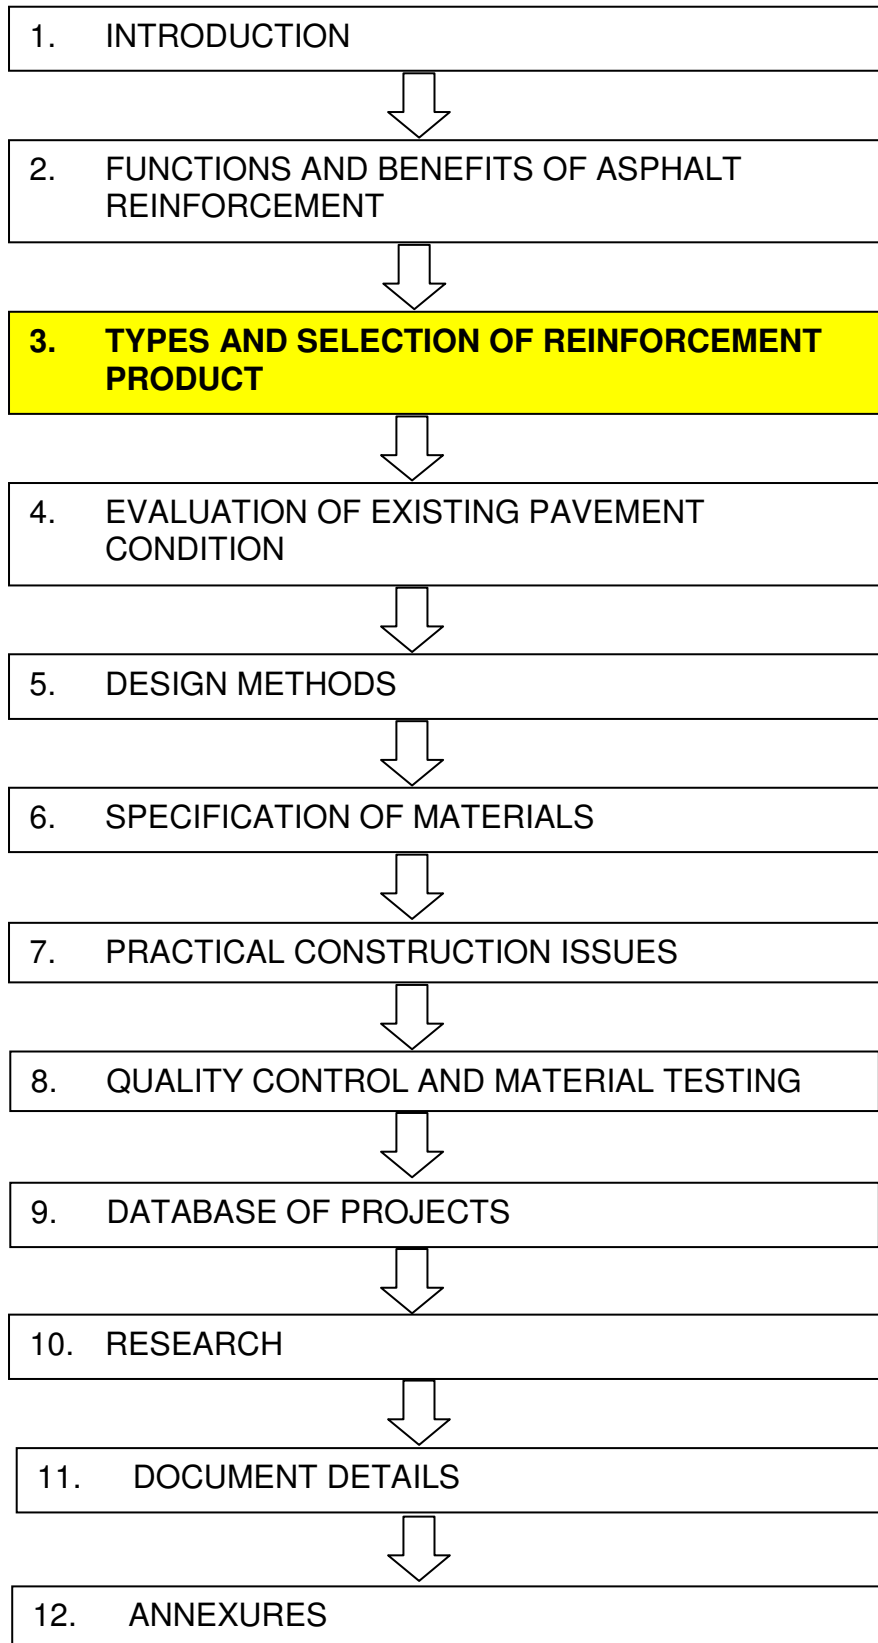 1. INTRODUCTION
2. FUNCTIONS AND BENEFITS OF ASPHALT
REINFORCEMENT
3. TYPES AND SELECTION OF REINFORCEMENT
PRODUCT
4. EVALUATION OF EXISTING PAVEMENT
CONDITION
5. DESIGN METHODS
6. SPECIFICATION OF MATERIALS
7. PRACTICAL CONSTRUCTION ISSUES
8. QUALITY CONTROL AND MATERIAL TESTING
9. DATABASE OF PROJECTS
10. RESEARCH
11. DOCUMENT DETAILS
12. ANNEXURES